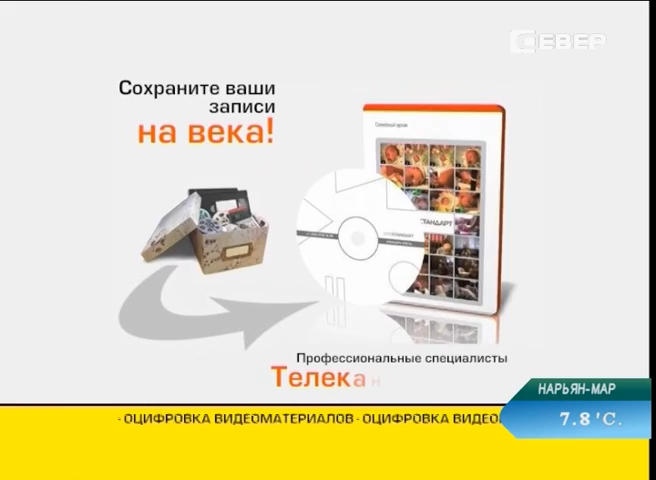 СЕВЕР
Сохраните ваши
записи
на века!
Семейный архив
СТАНДАРТ
Профессиональные специалисты
Телекан
НАРЬЯН-МАР
- ОЦИФРОВКА ВИДЕОМАТЕРИАЛОВ - ОЦИФРОВКА ВИДЕО
7.8 'C.